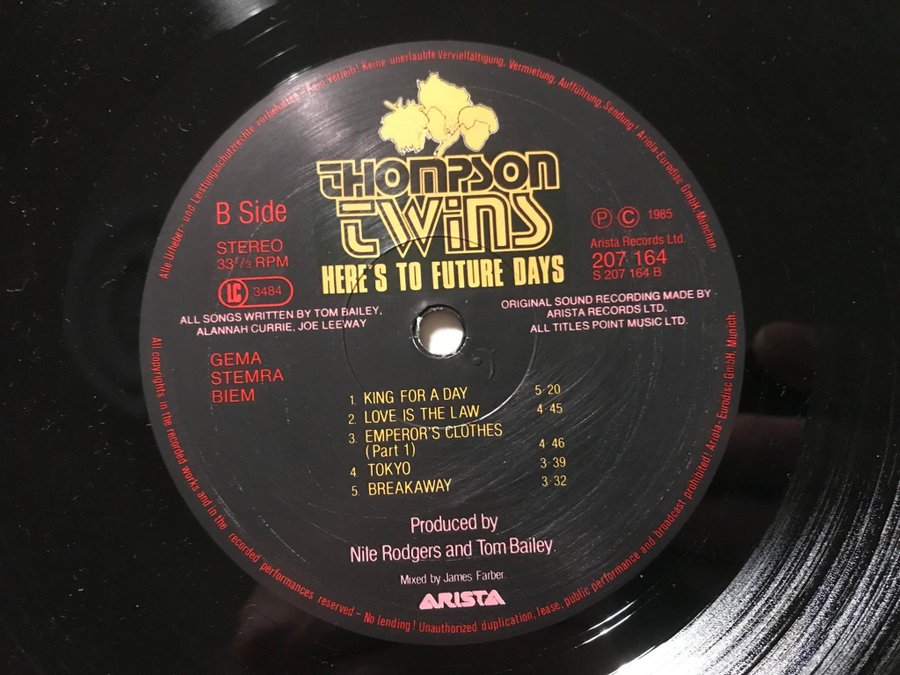 Alle Urheber- und Leistungsschutzrechte vorbehalten · Kein Verleih! Keine unerlaubte Vervielfältigung, Vermietung, Aufführung, Sendung! Ariola-Eurodisc GmbH/München
THOMPSON
TWINS
HERE'S TO FUTURE DAYS
B Side
STEREO
33 1/3 RPM
LC 3484
ALL SONGS WRITTEN BY TOM BAILEY,
ALANNAH CURRIE, JOE LEEWAY
GEMA
STEMRA
BIEM
Ⓟ © 1985
Arista Records Ltd.
207 164
S 207 164 B
ORIGINAL SOUND RECORDING MADE BY
ARISTA RECORDS LTD.
ALL TITLES POINT MUSIC LTD.
1. KING FOR A DAY 5·20
2. LOVE IS THE LAW 4·45
3. EMPEROR'S CLOTHES
(Part 1) 4·46
4. TOKYO 3·39
5. BREAKAWAY 3·32
Produced by
Nile Rodgers and Tom Bailey.
Mixed by James Farber.
ARISTA
All copyrights in the recorded works and in the recorded performances reserved - No lending! Unauthorized duplication, lease, public performance and broadcast prohibited! Ariola-Eurodisc GmbH, Munich.